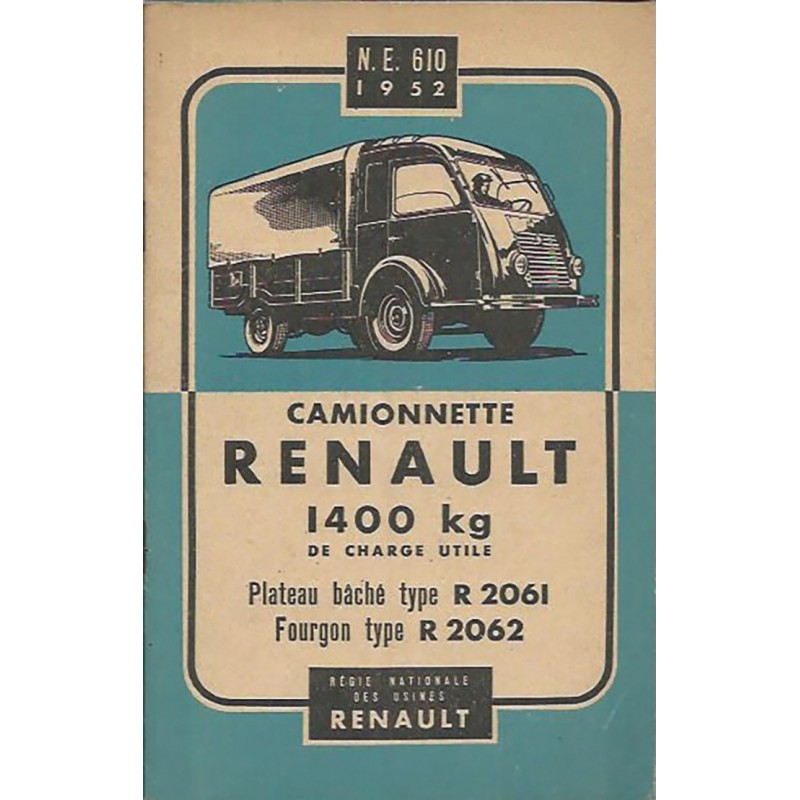 N. E. 610
1952
CAMIONNETTE
RENAULT
1400 kg
DE CHARGE UTILE
Plateau bâché type R 2061
Fourgon type R 2062
RÉGIE NATIONALE
DES USINES
RENAULT